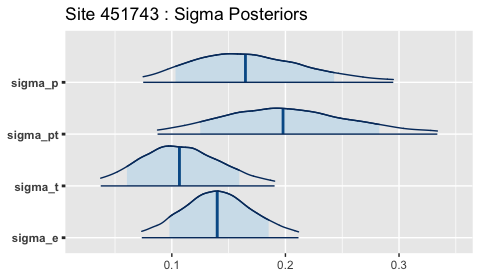 Site 451743 : Sigma Posteriors
sigma_p
sigma_pt
sigma_t
sigma_e
0.1 0.2 0.3